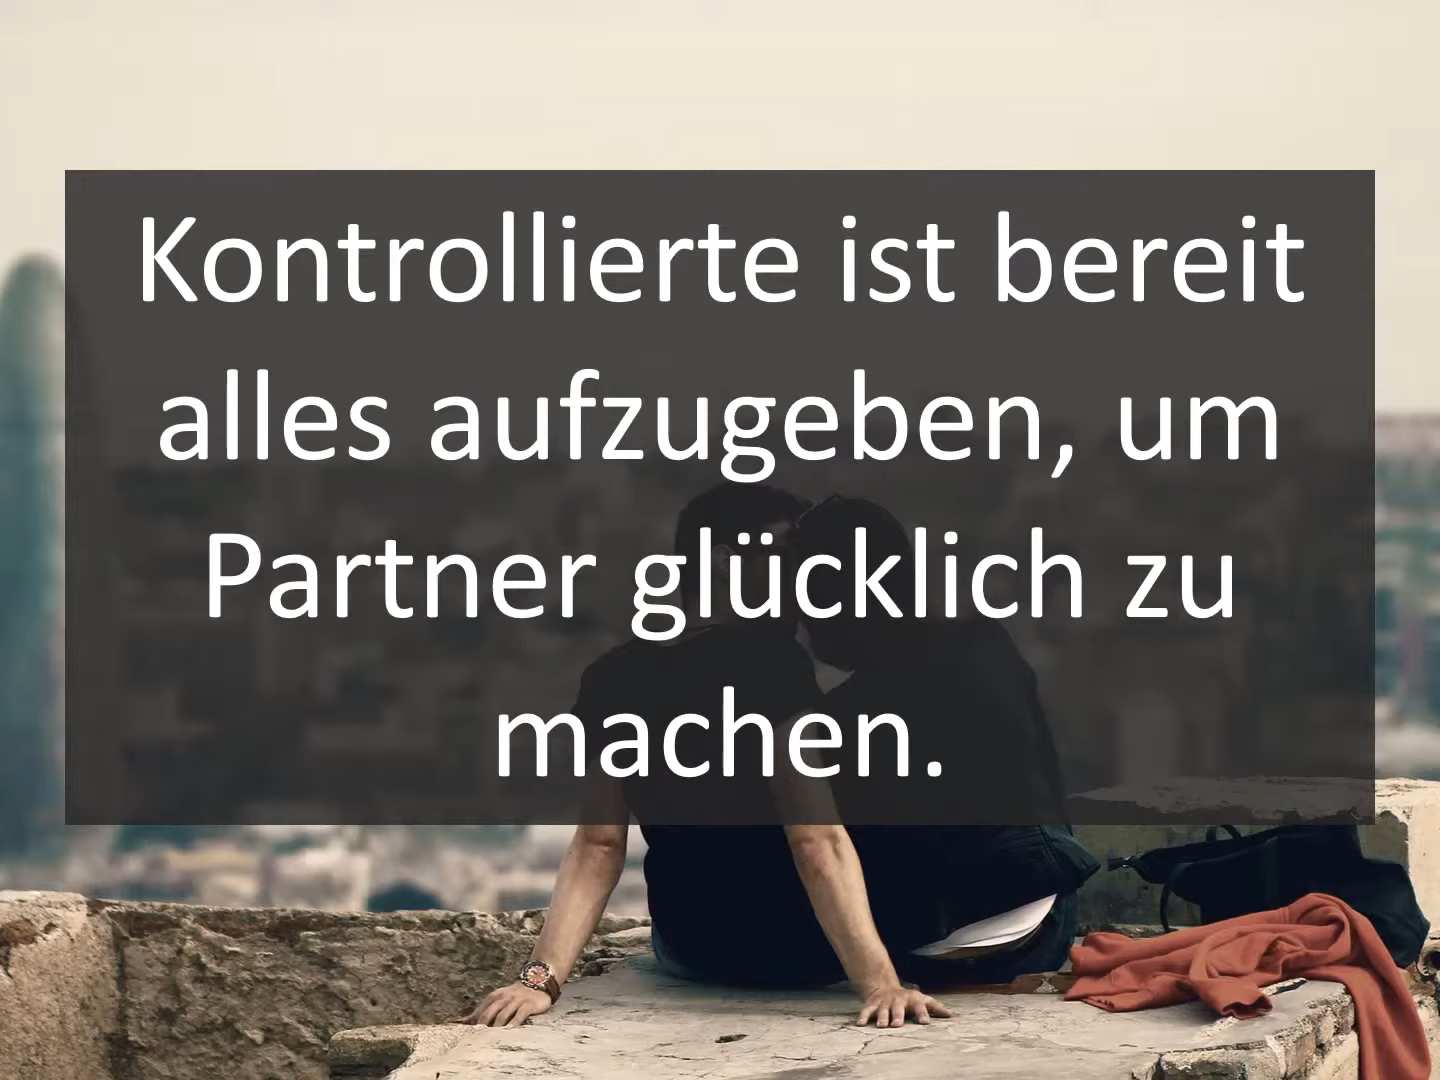 Kontrollierte ist bereit
alles aufzugeben, um
Partner glücklich zu
machen.